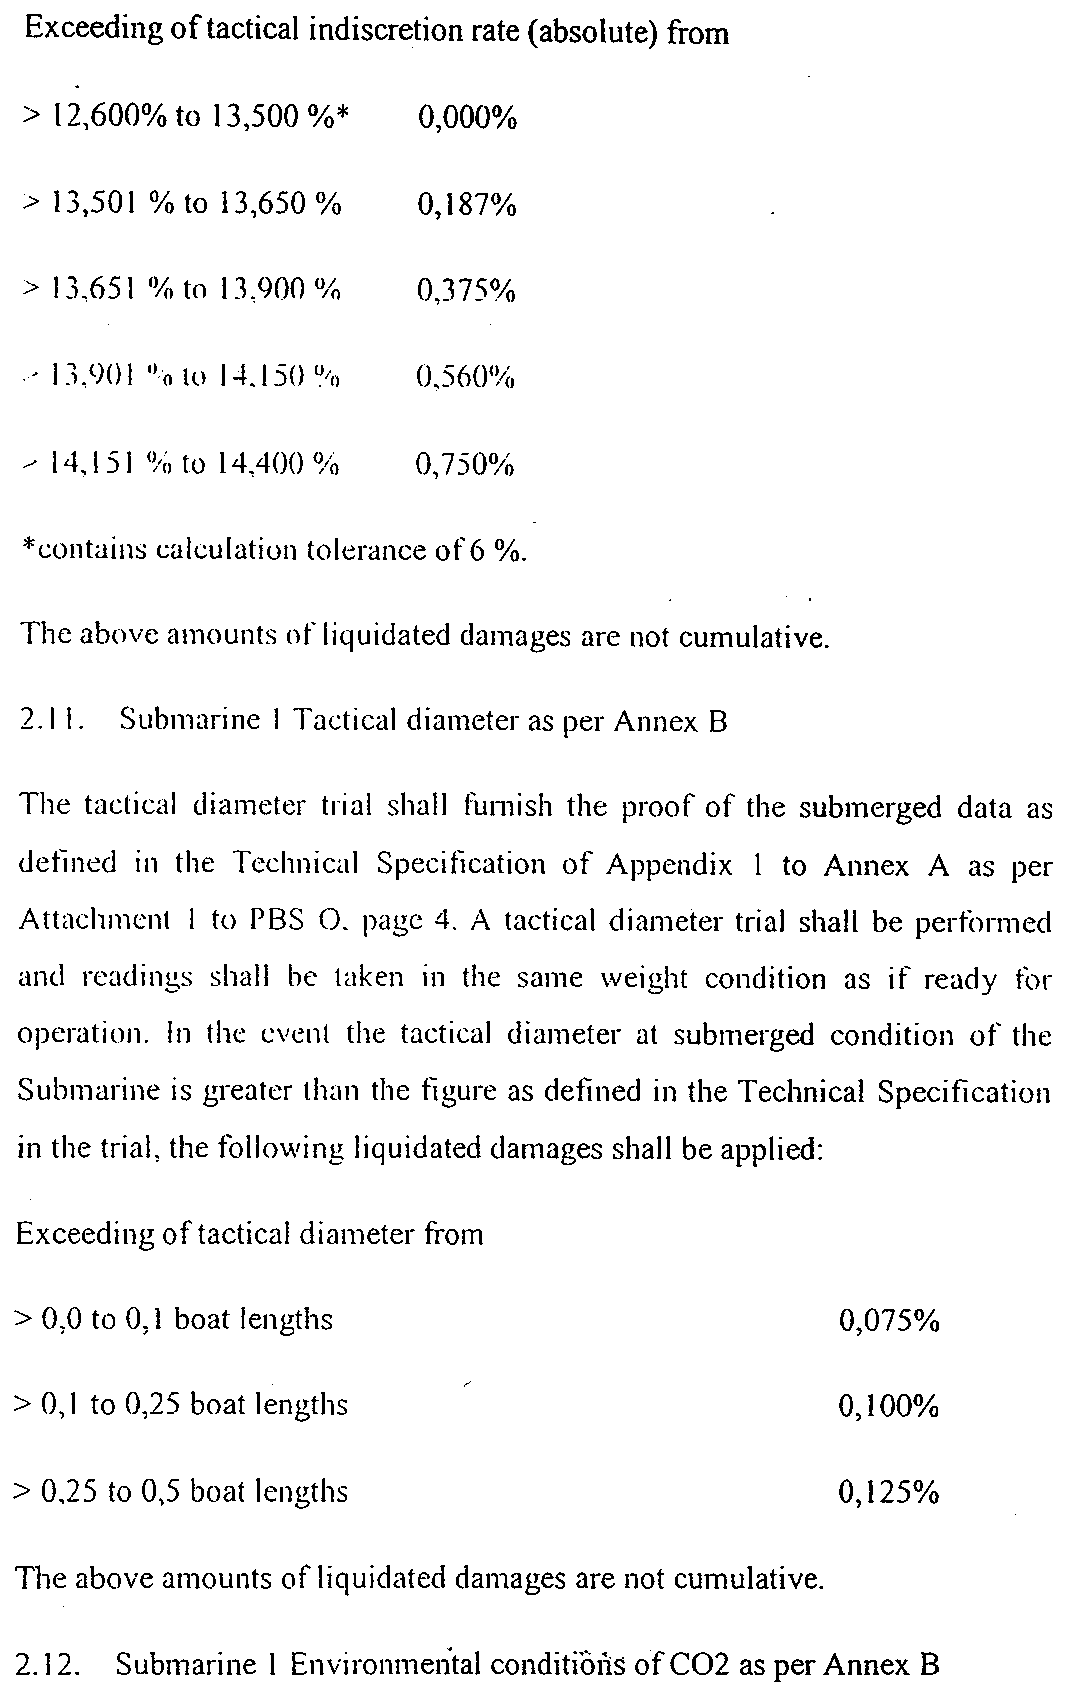 Exceeding of tactical indiscretion rate (absolute) from
> 12,600% to 13,500 %* 0,000%
> 13,501 % to 13,650 % 0,187%
> 13,651 % to 13,900 % 0,375%
> 13,901 % to 14,150 % 0,560%
> 14,151 % to 14,400 % 0,750%
*contains calculation tolerance of 6 %.
The above amounts of liquidated damages are not cumulative.
2.11. Submarine 1 Tactical diameter as per Annex B
The tactical diameter trial shall furnish the proof of the submerged data as
defined in the Technical Specification of Appendix 1 to Annex A as per
Attachment 1 to PBS O, page 4. A tactical diameter trial shall be performed
and readings shall be taken in the same weight condition as if ready for
operation. In the event the tactical diameter at submerged condition of the
Submarine is greater than the figure as defined in the Technical Specification
in the trial, the following liquidated damages shall be applied:
Exceeding of tactical diameter from
> 0,0 to 0,1 boat lengths 0,075%
> 0,1 to 0,25 boat lengths 0,100%
> 0,25 to 0,5 boat lengths 0,125%
The above amounts of liquidated damages are not cumulative.
2.12. Submarine 1 Environmental conditions of CO2 as per Annex B